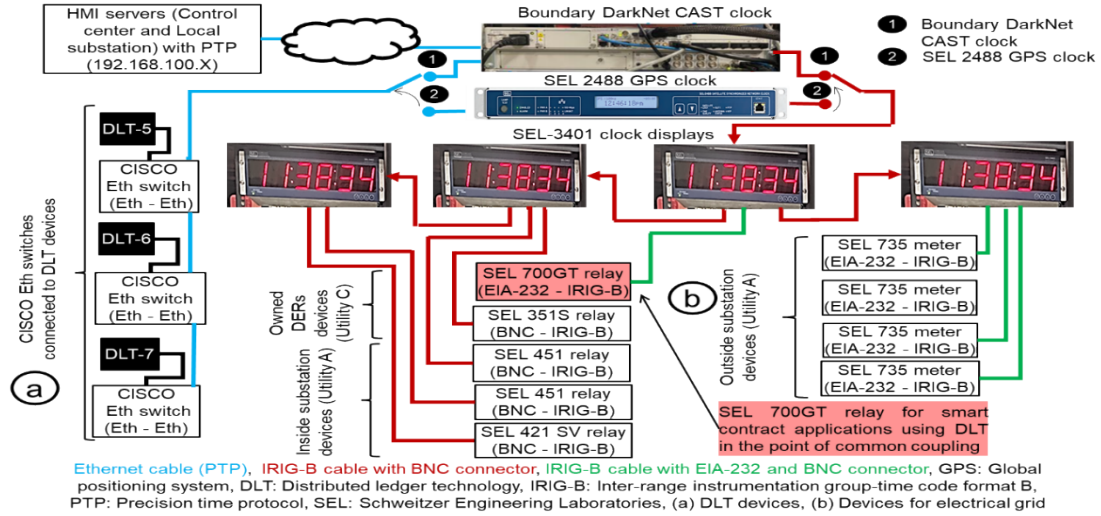 HMI servers (Control
center and Local
substation) with PTP
(192.168.100.X)
Boundary DarkNet CAST clock
1
2
SEL 2488 GPS clock
1
2
1 Boundary DarkNet
CAST clock
2 SEL 2488 GPS clock
SEL-3401 clock displays
11:38:34
11:38:34
11:38:34
11:38:34
CISCO Eth switches
connected to DLT devices
DLT-5
CISCO
Eth switch
(Eth - Eth)
DLT-6
CISCO
Eth switch
(Eth - Eth)
DLT-7
CISCO
Eth switch
(Eth - Eth)
a
Owned
DERs
devices
(Utility C)
Inside substation
devices (Utility A)
SEL 700GT relay
(EIA-232 - IRIG-B)
SEL 351S relay
(BNC - IRIG-B)
SEL 451 relay
(BNC - IRIG-B)
SEL 451 relay
(BNC - IRIG-B)
SEL 421 SV relay
(BNC - IRIG-B)
b
Outside substation
devices (Utility A)
SEL 735 meter
(EIA-232 - IRIG-B)
SEL 735 meter
(EIA-232 - IRIG-B)
SEL 735 meter
(EIA-232 - IRIG-B)
SEL 735 meter
(EIA-232 - IRIG-B)
SEL 700GT relay for smart
contract applications using DLT
in the point of common coupling
Ethernet cable (PTP), IRIG-B cable with BNC connector, IRIG-B cable with EIA-232 and BNC connector, GPS: Global
positioning system, DLT: Distributed ledger technology, IRIG-B: Inter-range instrumentation group-time code format B,
PTP: Precision time protocol, SEL: Schweitzer Engineering Laboratories, (a) DLT devices, (b) Devices for electrical grid